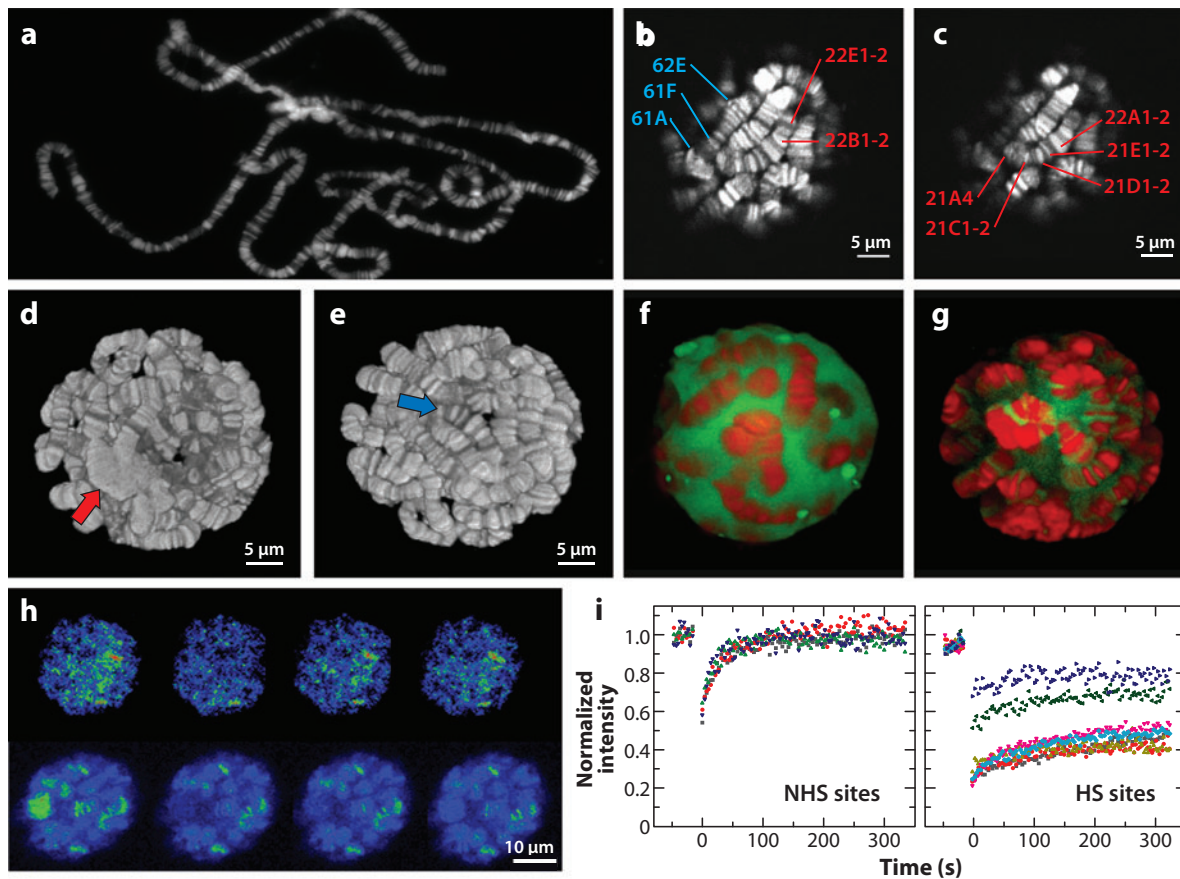 a
b
62E
61F
61A
22E1-2
22B1-2
5 μm
c
22A1-2
21E1-2
21D1-2
21A4
21C1-2
5 μm
d
5 μm
e
5 μm
f
g
h
10 μm
i
Normalized
intensity
1.0
0.8
0.6
0.4
0.2
0
NHS sites
HS sites
0 100 200 300
0 100 200 300
Time (s)